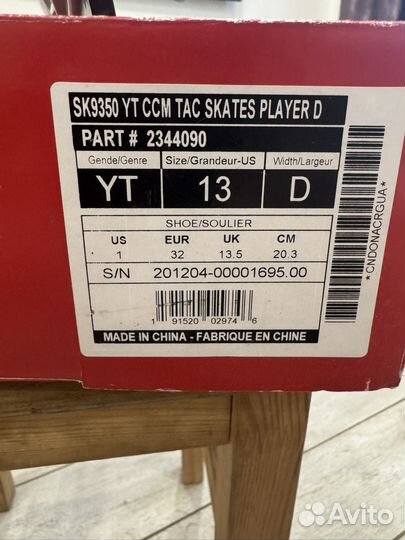 SK9350 YT CCM TAC SKATES PLAYER D
PART # 2344090
Gende/Genre Size/Grandeur-US Width/Largeur
YT 13 D
SHOE/SOULIER
US EUR UK CM
1 32 13.5 20.3
S/N 201204-00001695.00
1 91520 02974 6
MADE IN CHINA - FABRIQUE EN CHINE
*CNDONACRGUA*
Avito